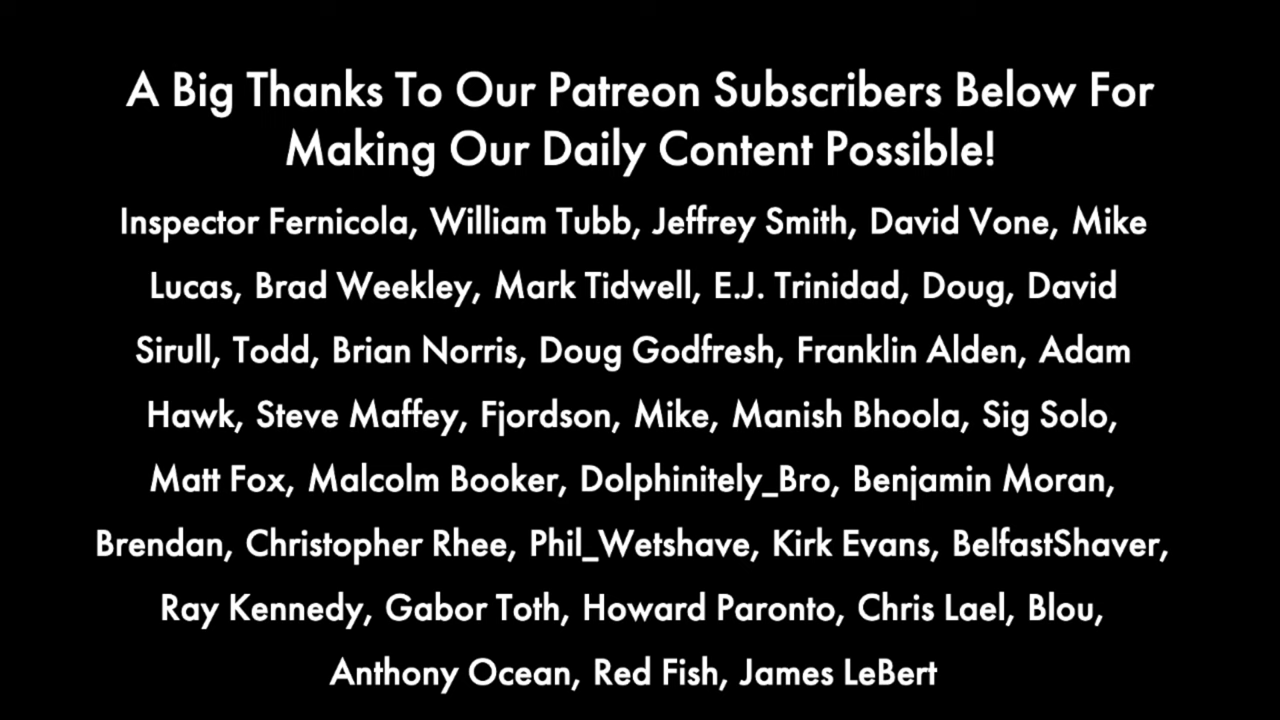 A Big Thanks To Our Patreon Subscribers Below For
Making Our Daily Content Possible!
Inspector Fernicola, William Tubb, Jeffrey Smith, David Vone, Mike
Lucas, Brad Weekley, Mark Tidwell, E.J. Trinidad, Doug, David
Sirull, Todd, Brian Norris, Doug Godfresh, Franklin Alden, Adam
Hawk, Steve Maffey, Fjordson, Mike, Manish Bhoola, Sig Solo,
Matt Fox, Malcolm Booker, Dolphinitely_Bro, Benjamin Moran,
Brendan, Christopher Rhee, Phil_Wetshave, Kirk Evans, BelfastShaver,
Ray Kennedy, Gabor Toth, Howard Paronto, Chris Lael, Blou,
Anthony Ocean, Red Fish, James LeBert